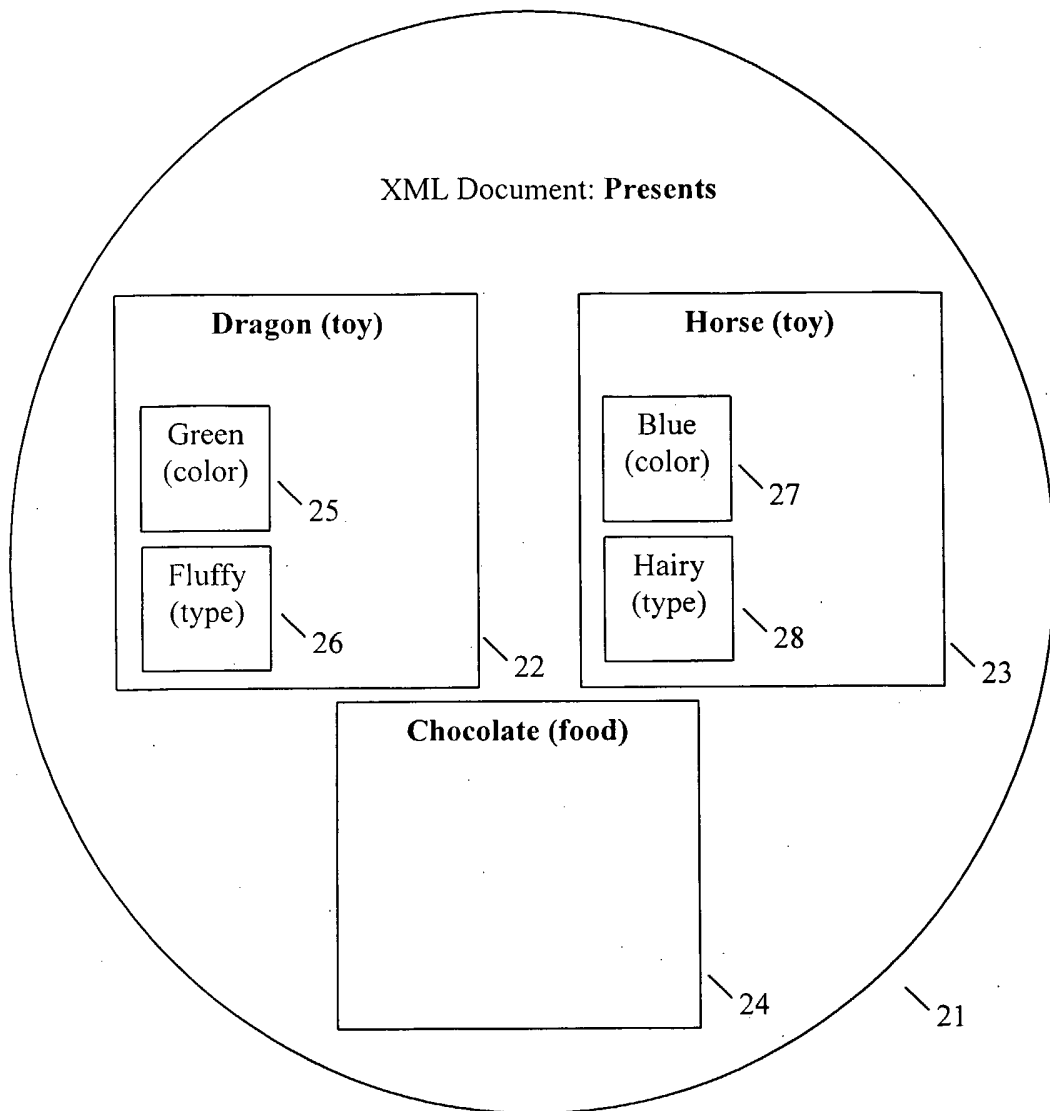 XML Document: Presents
Dragon (toy)
Green
(color)
25
Fluffy
(type)
26
22
Horse (toy)
Blue
(color)
27
Hairy
(type)
28
23
Chocolate (food)
24
21